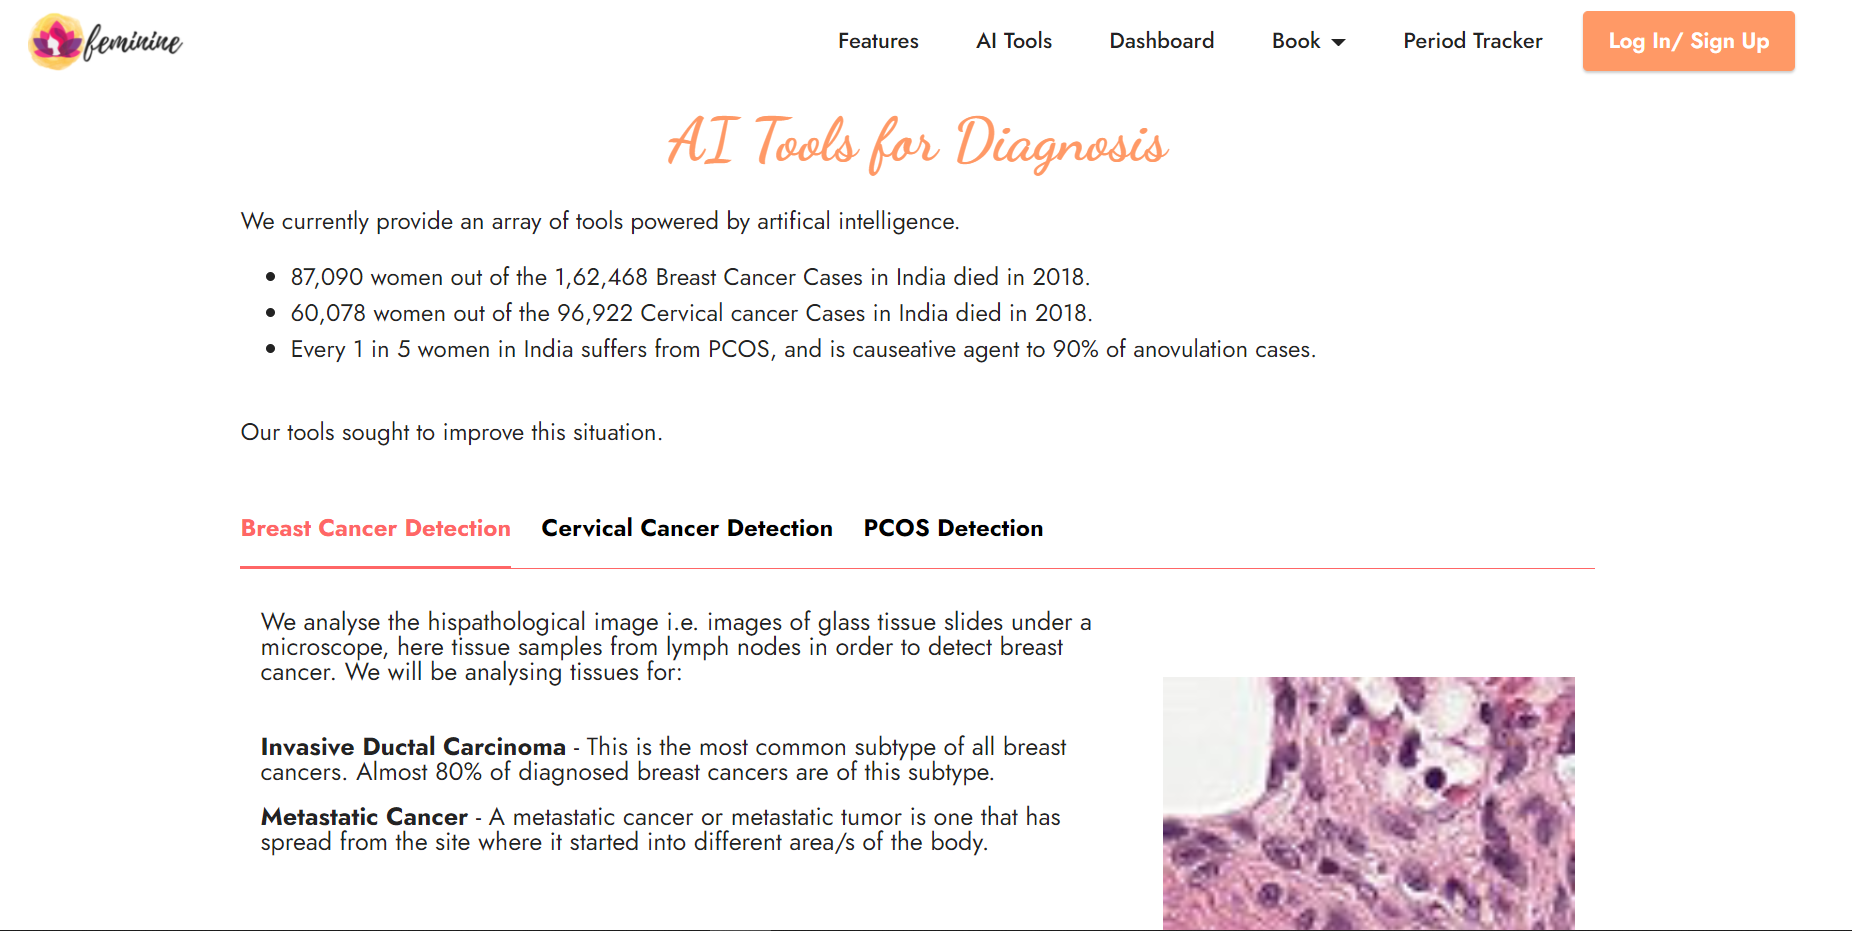 feminine
Features AI Tools Dashboard Book Period Tracker Log In/ Sign Up
AI Tools for Diagnosis
We currently provide an array of tools powered by artifical intelligence.
87,090 women out of the 1,62,468 Breast Cancer Cases in India died in 2018.
60,078 women out of the 96,922 Cervical cancer Cases in India died in 2018.
Every 1 in 5 women in India suffers from PCOS, and is causeative agent to 90% of anovulation cases.
Our tools sought to improve this situation.
Breast Cancer Detection Cervical Cancer Detection PCOS Detection
We analyse the hispathological image i.e. images of glass tissue slides under a
microscope, here tissue samples from lymph nodes in order to detect breast
cancer. We will be analysing tissues for:
Invasive Ductal Carcinoma - This is the most common subtype of all breast
cancers. Almost 80% of diagnosed breast cancers are of this subtype.
Metastatic Cancer - A metastatic cancer or metastatic tumor is one that has
spread from the site where it started into different area/s of the body.